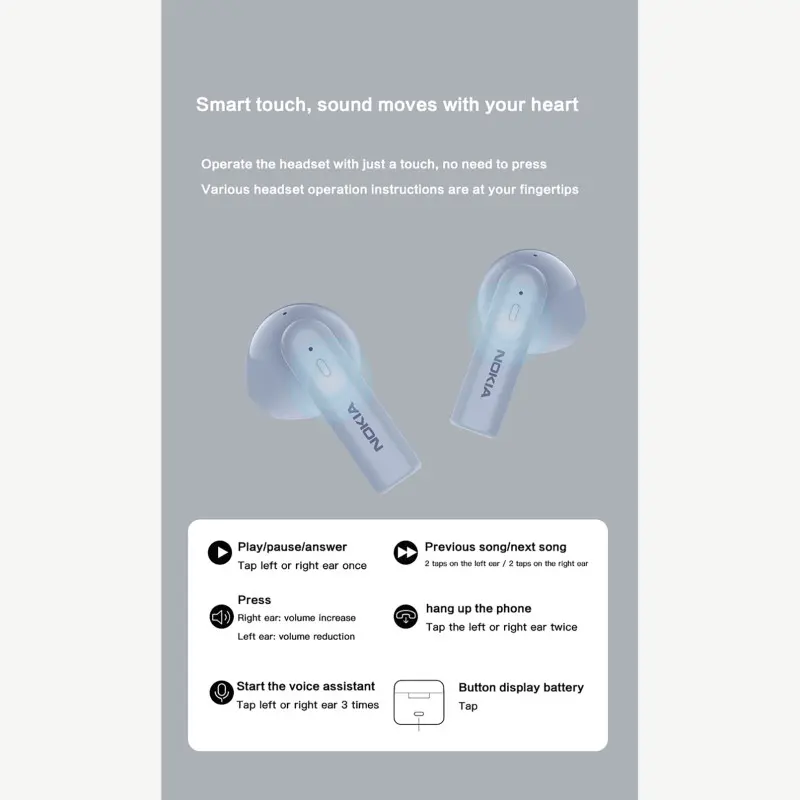 Smart touch, sound moves with your heart
Operate the headset with just a touch, no need to press
Various headset operation instructions are at your fingertips
NOKIA
NOKIA
Play/pause/answer
Tap left or right ear once
Previous song/next song
2 taps on the left ear / 2 taps on the right ear
Press
Right ear: volume increase
Left ear: volume reduction
hang up the phone
Tap the left or right ear twice
Start the voice assistant
Tap left or right ear 3 times
Button display battery
Tap